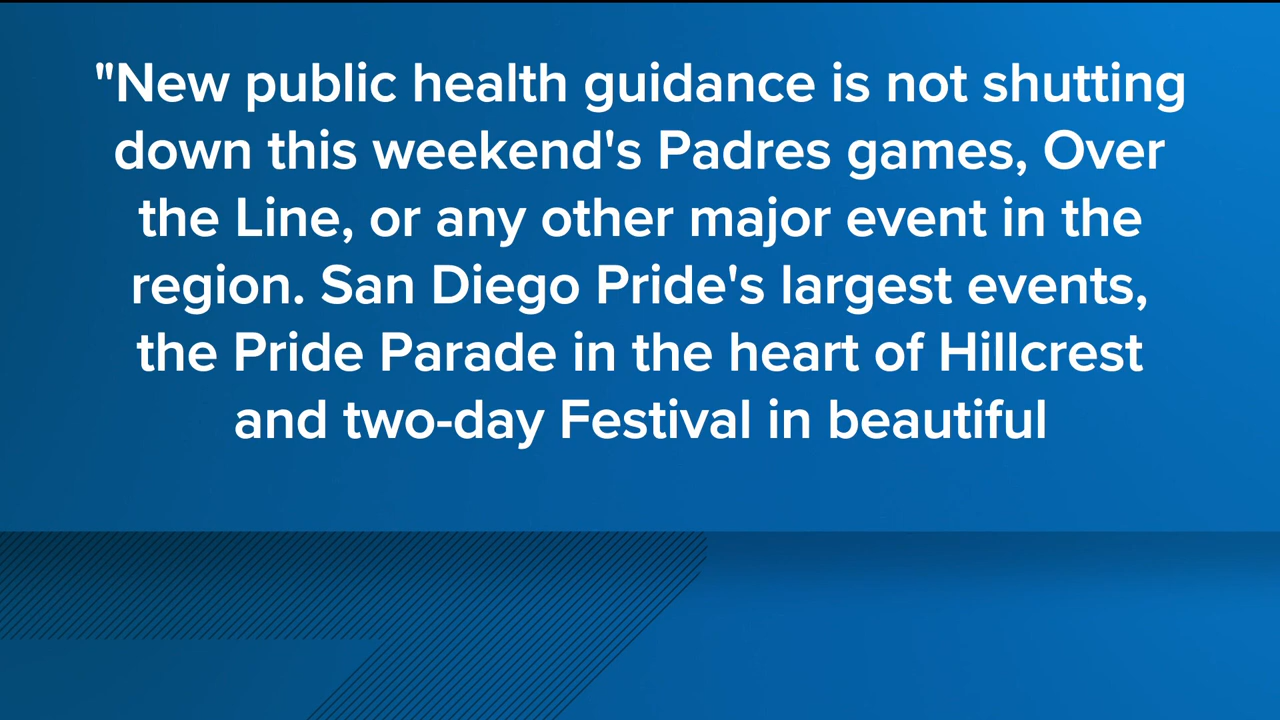 "New public health guidance is not shutting
down this weekend's Padres games, Over
the Line, or any other major event in the
region. San Diego Pride's largest events,
the Pride Parade in the heart of Hillcrest
and two-day Festival in beautiful